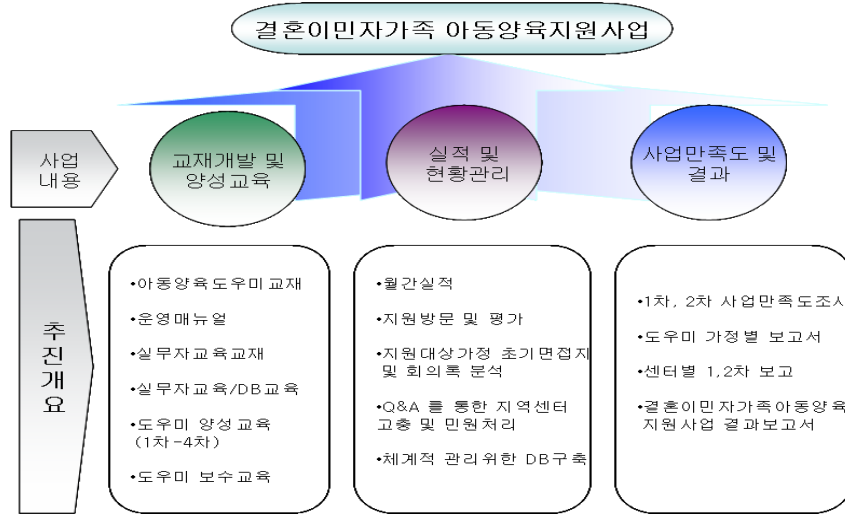 결혼이민자가족 아동양육지원사업
사업
내용
교재개발 및
양성교육
실적 및
현황관리
사업만족도 및
결과
추진개요
•아동양육도우미교재
•운영매뉴얼
•실무자교육교재
•실무자교육/DB교육
•도우미 양성교육
(1차-4차)
•도우미 보수교육
•월간실적
•지원방문 및 평가
•지원대상가정 초기면접지
및 회의록 분석
•Q&A 를 통한 지역센터
고충 및 민원처리
•체계적 관리위한 DB구축
•1차, 2차 사업만족도조사
•도우미 가정별 보고서
•센터별 1,2차 보고
•결혼이민자가족아동양육
지원사업 결과보고서